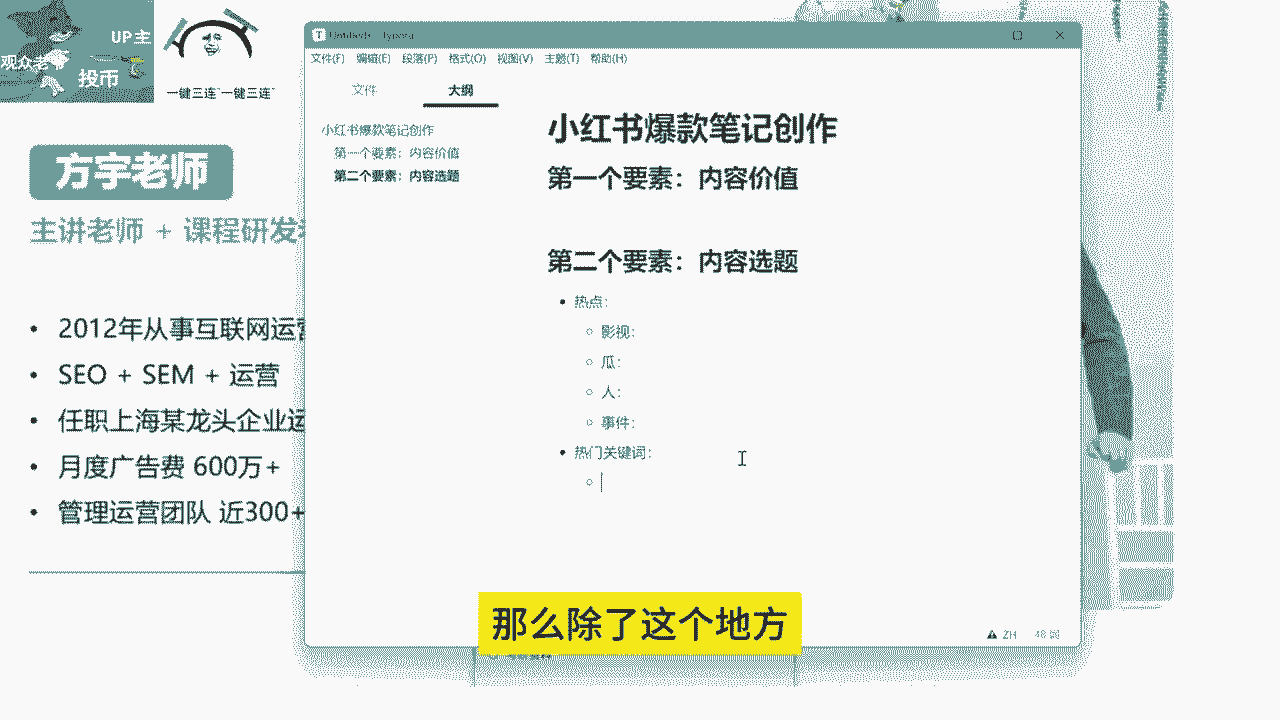 UP主
观众老爷
投币
一键三连 一键三连
方宇老师
主讲老师 + 课程研发
2012年从事互联网运营
SEO + SEM + 运营
任职上海某龙头企业运
月度广告费 600万+
管理运营团队 近300+
文件(F) 编辑(E) 段落(P) 格式(O) 视图(V) 主题(T) 帮助(H)
文件 大纲
小红书爆款笔记创作
第一个要素：内容价值
第二个要素：内容选题
小红书爆款笔记创作
第一个要素：内容价值
第二个要素：内容选题
热点：
影视：
瓜：
人：
事件：
热门关键词：
ZH 48 词
那么除了这个地方